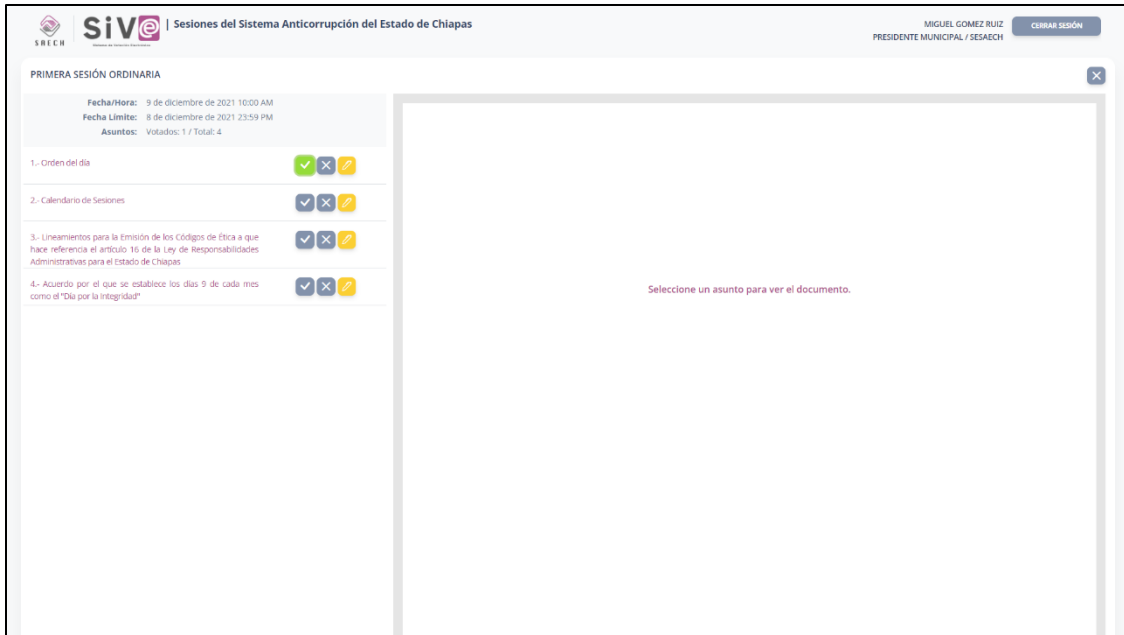 SAECH
SiVe
Sistema de Votación Electrónica
| Sesiones del Sistema Anticorrupción del Estado de Chiapas
MIGUEL GOMEZ RUIZ
PRESIDENTE MUNICIPAL / SESAECH
CERRAR SESIÓN
PRIMERA SESIÓN ORDINARIA
Fecha/Hora: 9 de diciembre de 2021 10:00 AM
Fecha Límite: 8 de diciembre de 2021 23:59 PM
Asuntos: Votados: 1 / Total: 4
1.- Orden del día
2.- Calendario de Sesiones
3.- Lineamientos para la Emisión de los Códigos de Ética a que
hace referencia el artículo 16 de la Ley de Responsabilidades
Administrativas para el Estado de Chiapas
4.- Acuerdo por el que se establece los días 9 de cada mes
como el "Día por la Integridad"
Seleccione un asunto para ver el documento.